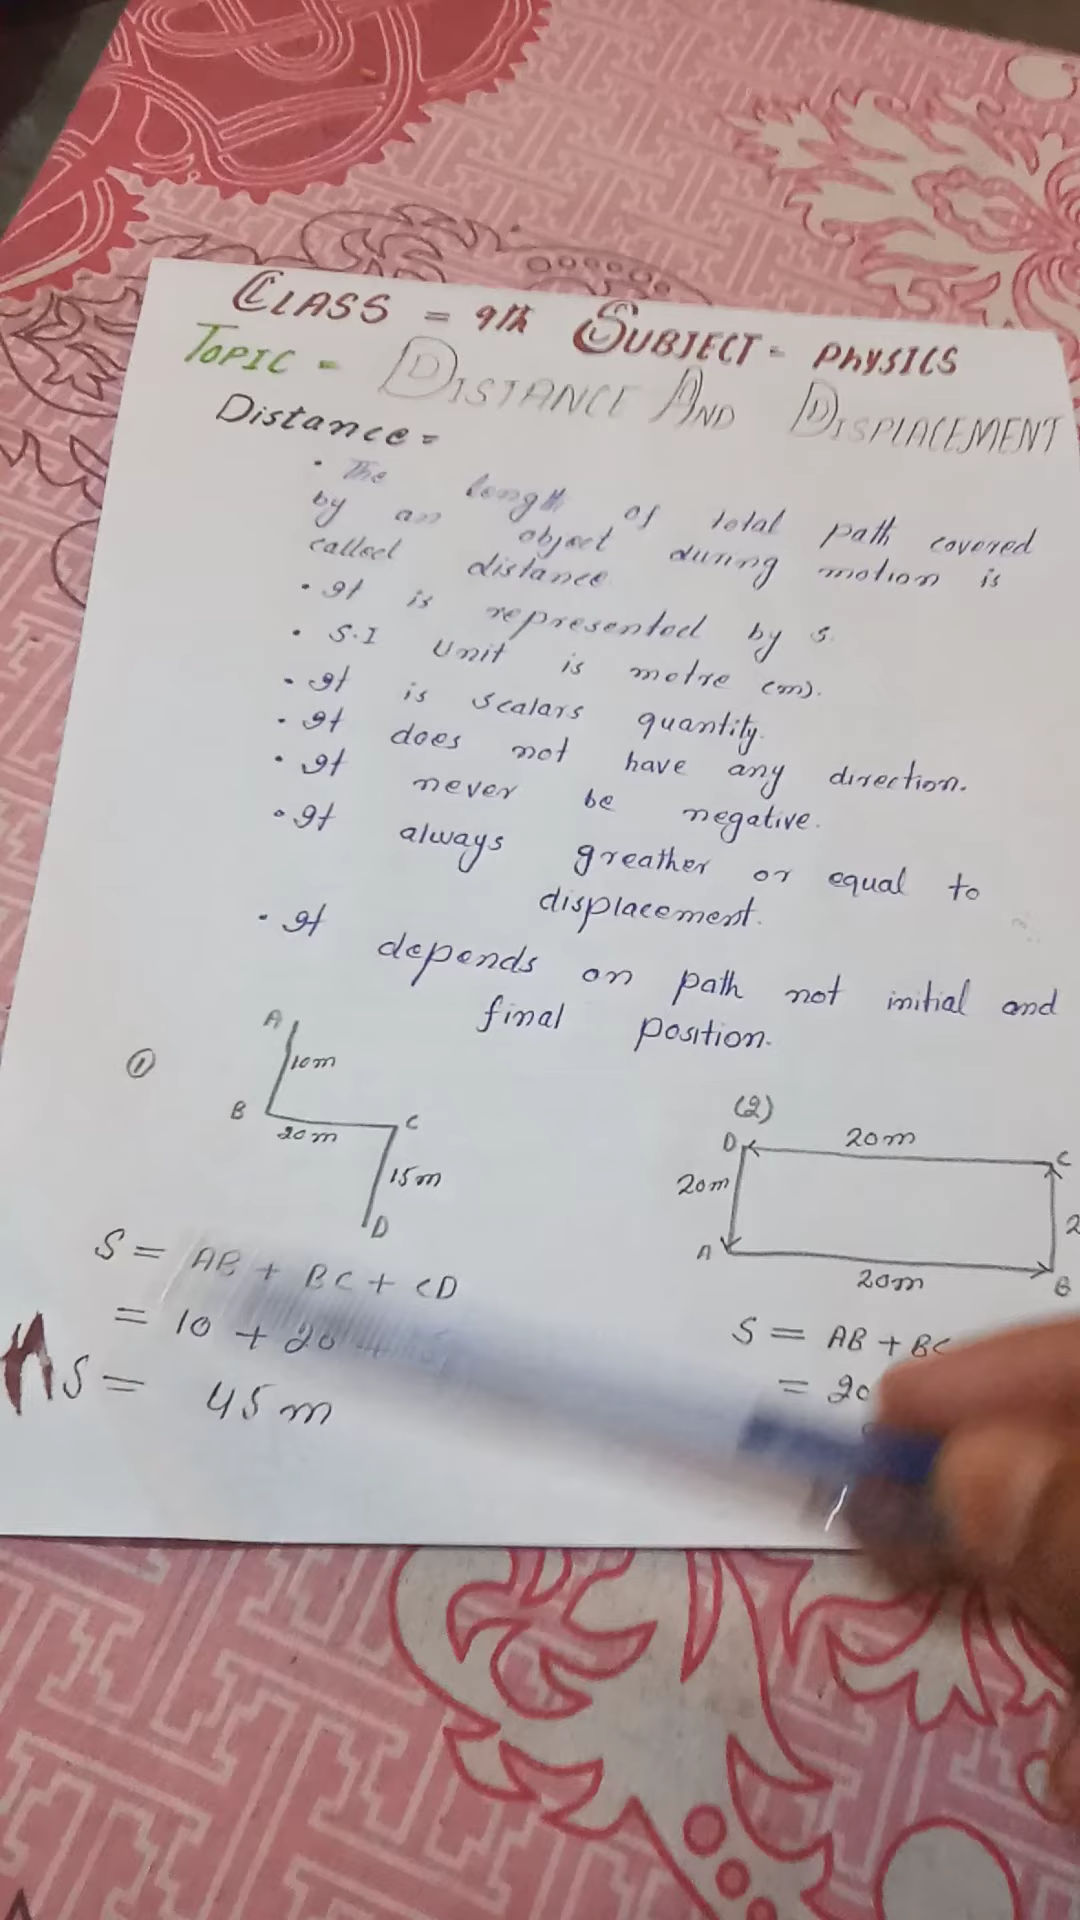 CLASS = 9th SUBJECT = PHYSICS
TOPIC = DISTANCE AND DISPLACEMENT
Distance =
• The length of total path covered
by an object during motion is
called distance
• It is represented by s.
• S.I Unit is metre (m).
• It is scalars quantity.
• It does not have any direction.
• It never be negative.
• It always greather or equal to
displacement.
• It depends on path not initial and
final position.
① A
10m
B C
20m
15m
D
S = AB + BC + CD
= 10 + 20
S = 45 m
(2)
D 20m C
20m 2
A B
20m
S = AB + BC
= 20